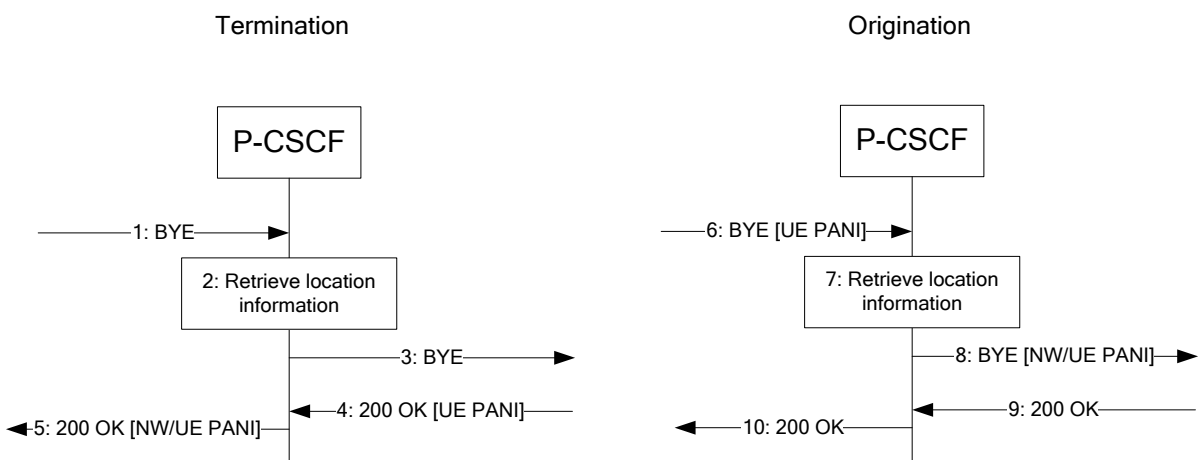 Termination
P-CSCF
1: BYE
2: Retrieve location
information
3: BYE
4: 200 OK [UE PANI]
5: 200 OK [NW/UE PANI]
Origination
P-CSCF
6: BYE [UE PANI]
7: Retrieve location
information
8: BYE [NW/UE PANI]
9: 200 OK
10: 200 OK